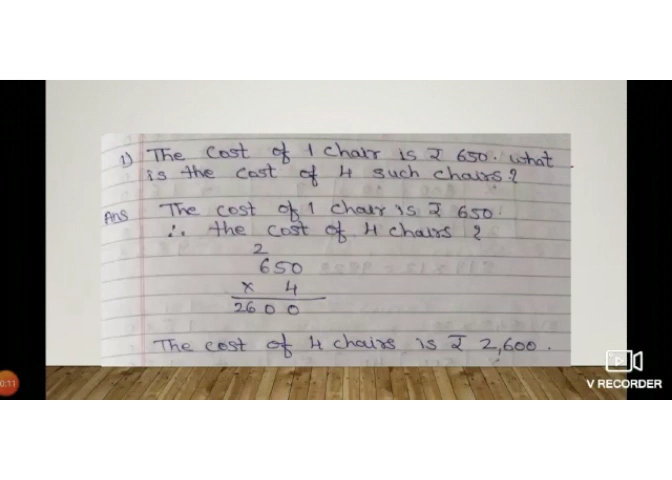 1) The cost of 1 chair is ₹ 650. what
is the cost of 4 such chairs?
Ans The cost of 1 chair is ₹ 650.
∴ the cost of 4 chairs ?
2
650
× 4
2600
The cost of 4 chairs is ₹ 2,600.
0:11
V RECORDER